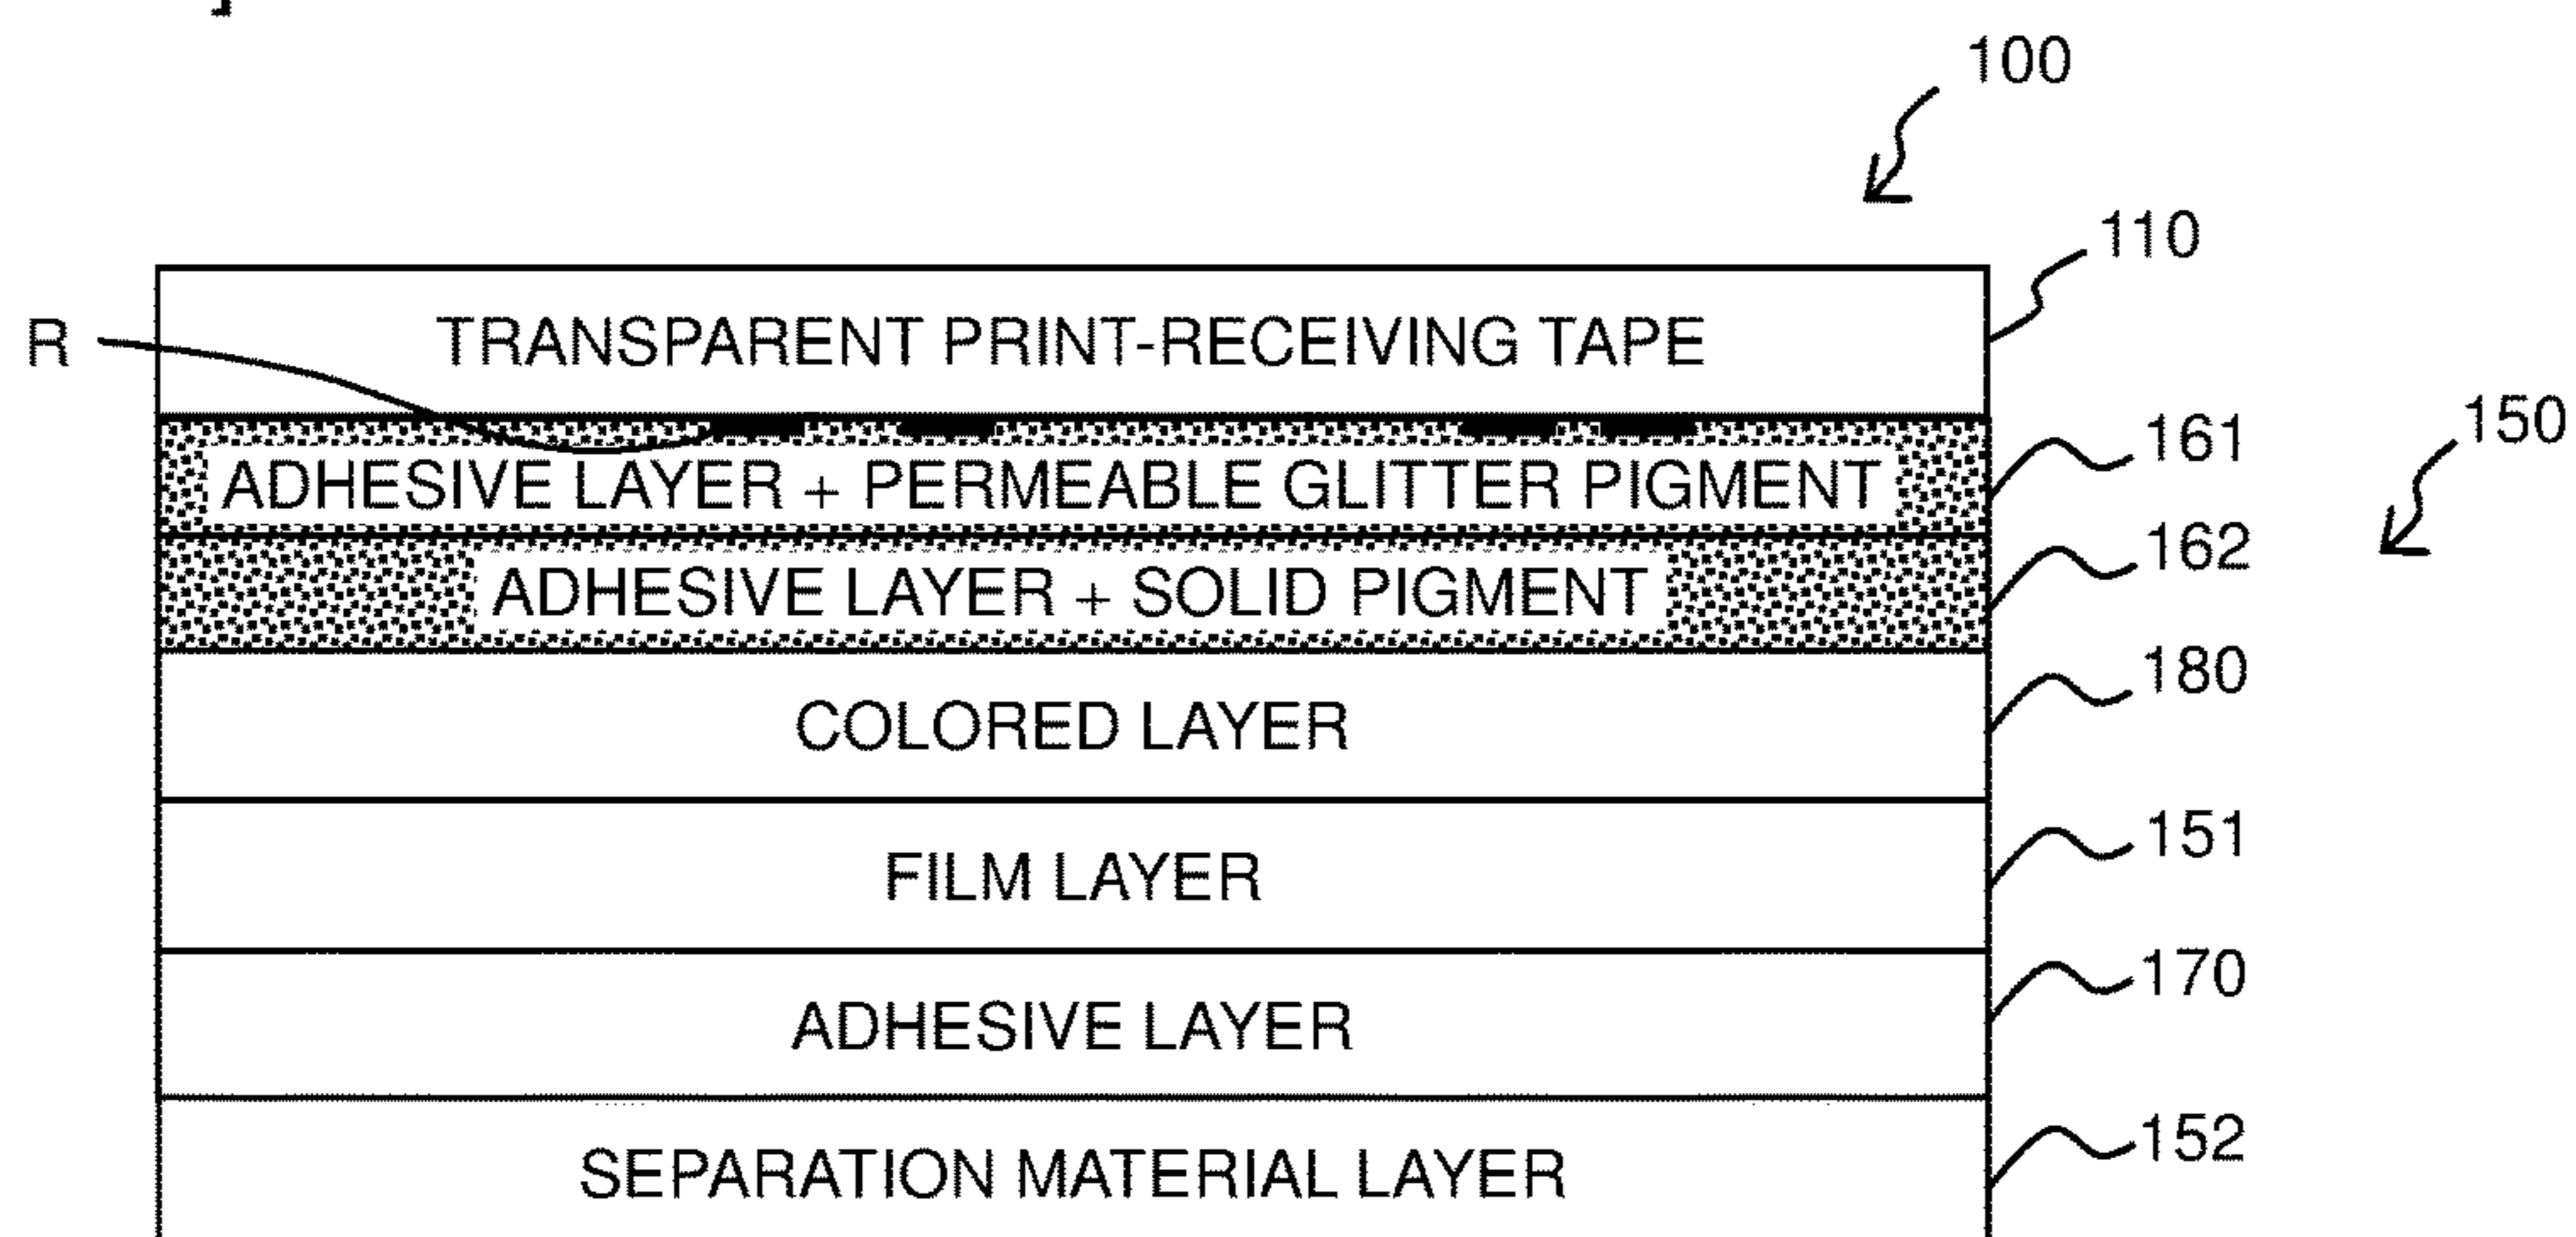 100
110
TRANSPARENT PRINT-RECEIVING TAPE
R
150
161
ADHESIVE LAYER + PERMEABLE GLITTER PIGMENT
162
ADHESIVE LAYER + SOLID PIGMENT
180
COLORED LAYER
151
FILM LAYER
170
ADHESIVE LAYER
152
SEPARATION MATERIAL LAYER